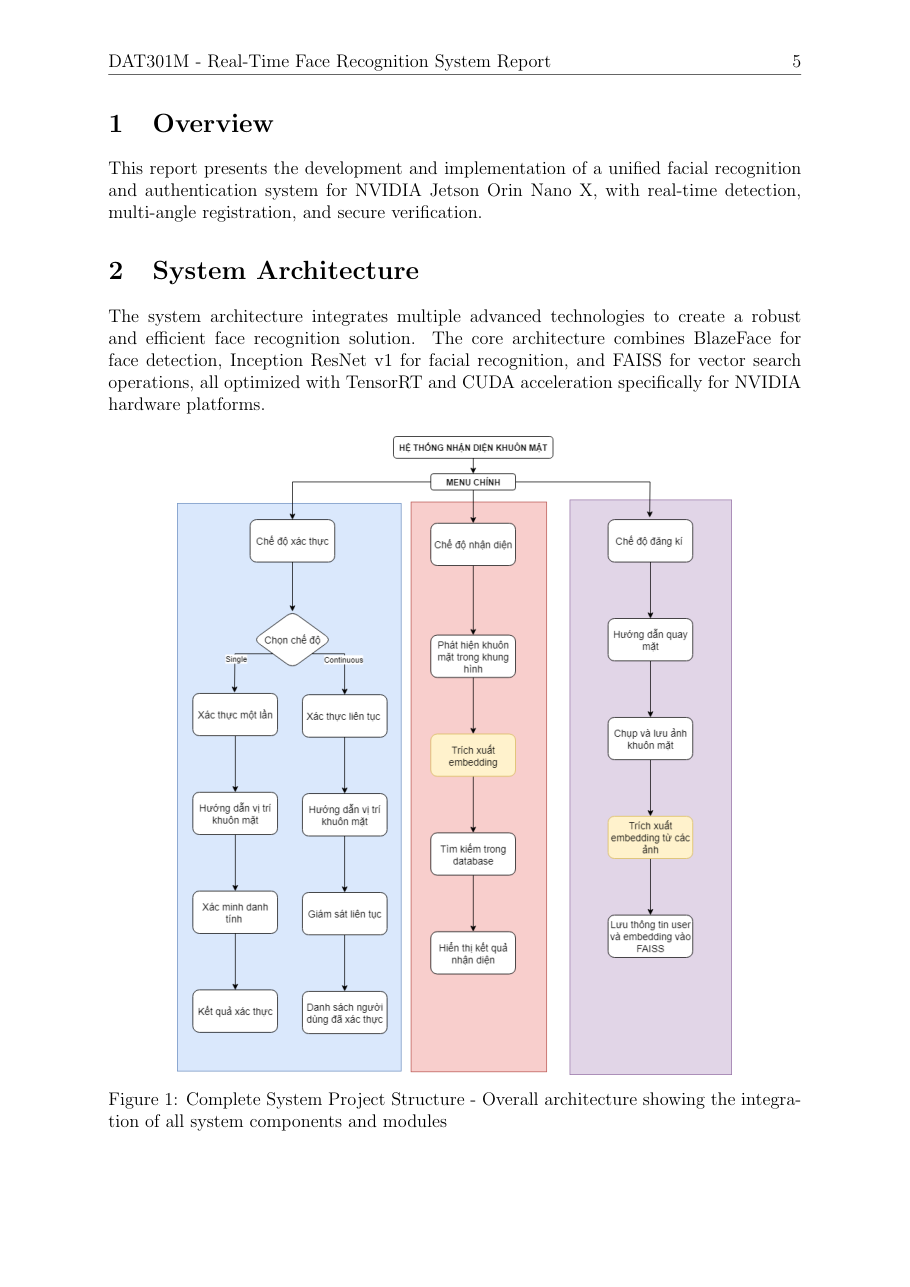 DAT301M - Real-Time Face Recognition System Report 5
1 Overview
This report presents the development and implementation of a unified facial recognition
and authentication system for NVIDIA Jetson Orin Nano X, with real-time detection,
multi-angle registration, and secure verification.
2 System Architecture
The system architecture integrates multiple advanced technologies to create a robust
and efficient face recognition solution. The core architecture combines BlazeFace for
face detection, Inception ResNet v1 for facial recognition, and FAISS for vector search
operations, all optimized with TensorRT and CUDA acceleration specifically for NVIDIA
hardware platforms.
HỆ THỐNG NHẬN DIỆN KHUÔN MẶT
MENU CHÍNH
Chế độ xác thực
Chọn chế độ
Single
Continuous
Xác thực một lần
Hướng dẫn vị trí
khuôn mặt
Xác minh danh
tính
Kết quả xác thực
Xác thực liên tục
Hướng dẫn vị trí
khuôn mặt
Giám sát liên tục
Danh sách người
dùng đã xác thực
Chế độ nhận diện
Phát hiện khuôn
mặt trong khung
hình
Trích xuất
embedding
Tìm kiếm trong
database
Hiển thị kết quả
nhận diện
Chế độ đăng kí
Hướng dẫn quay
mặt
Chụp và lưu ảnh
khuôn mặt
Trích xuất
embedding từ các
ảnh
Lưu thông tin user
và embedding vào
FAISS
Figure 1: Complete System Project Structure - Overall architecture showing the integra-
tion of all system components and modules